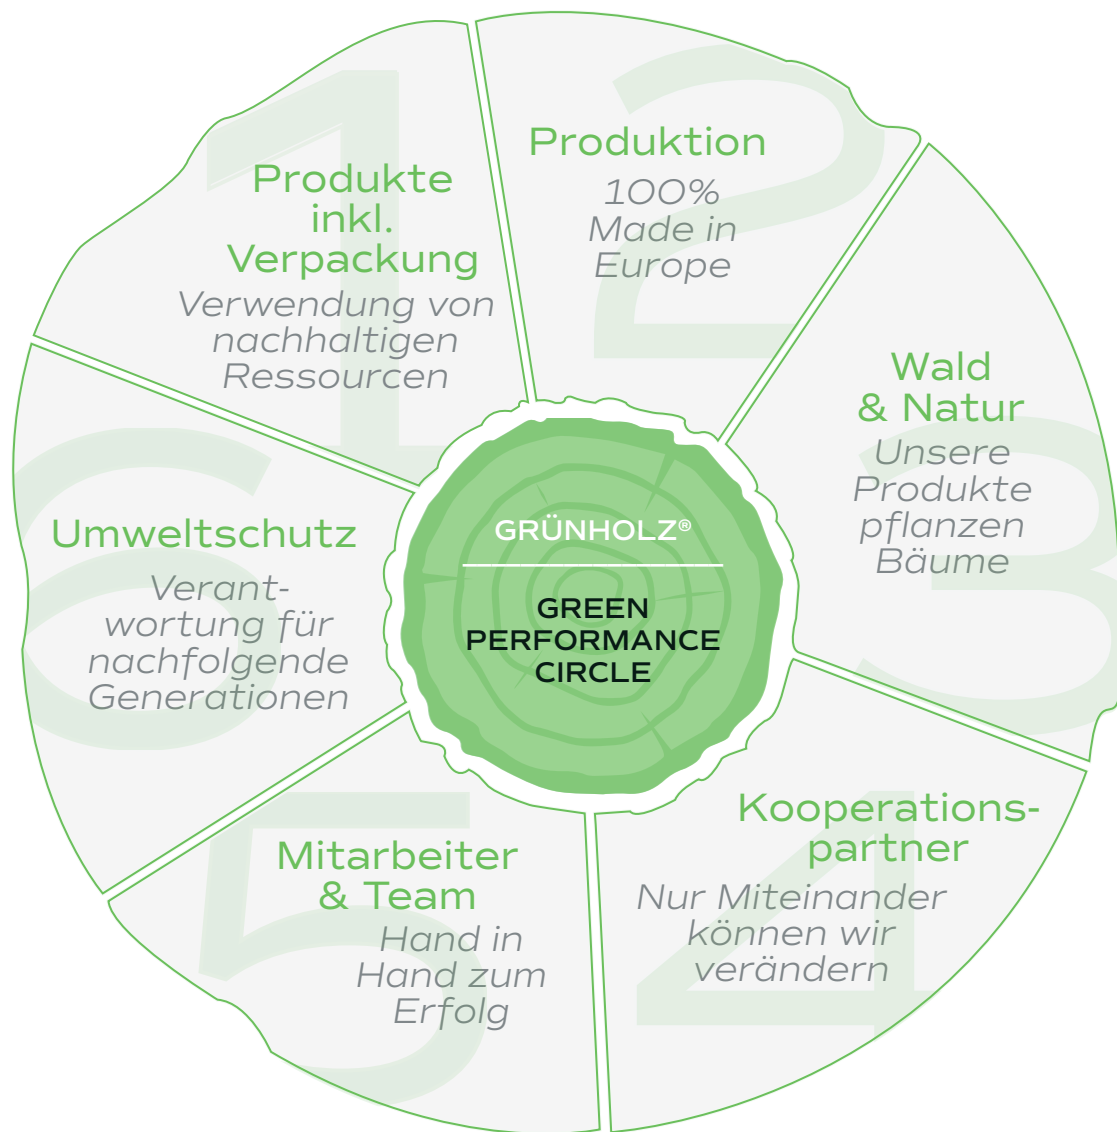 1
Produkte
inkl.
Verpackung
Verwendung von
nachhaltigen
Ressourcen
2
Produktion
100%
Made in
Europe
3
Wald
& Natur
Unsere
Produkte
pflanzen
Bäume
4
Kooperations-
partner
Nur Miteinander
können wir
verändern
5
Mitarbeiter
& Team
Hand in
Hand zum
Erfolg
6
Umweltschutz
Verant-
wortung für
nachfolgende
Generationen
GRÜNHOLZ®
GREEN
PERFORMANCE
CIRCLE